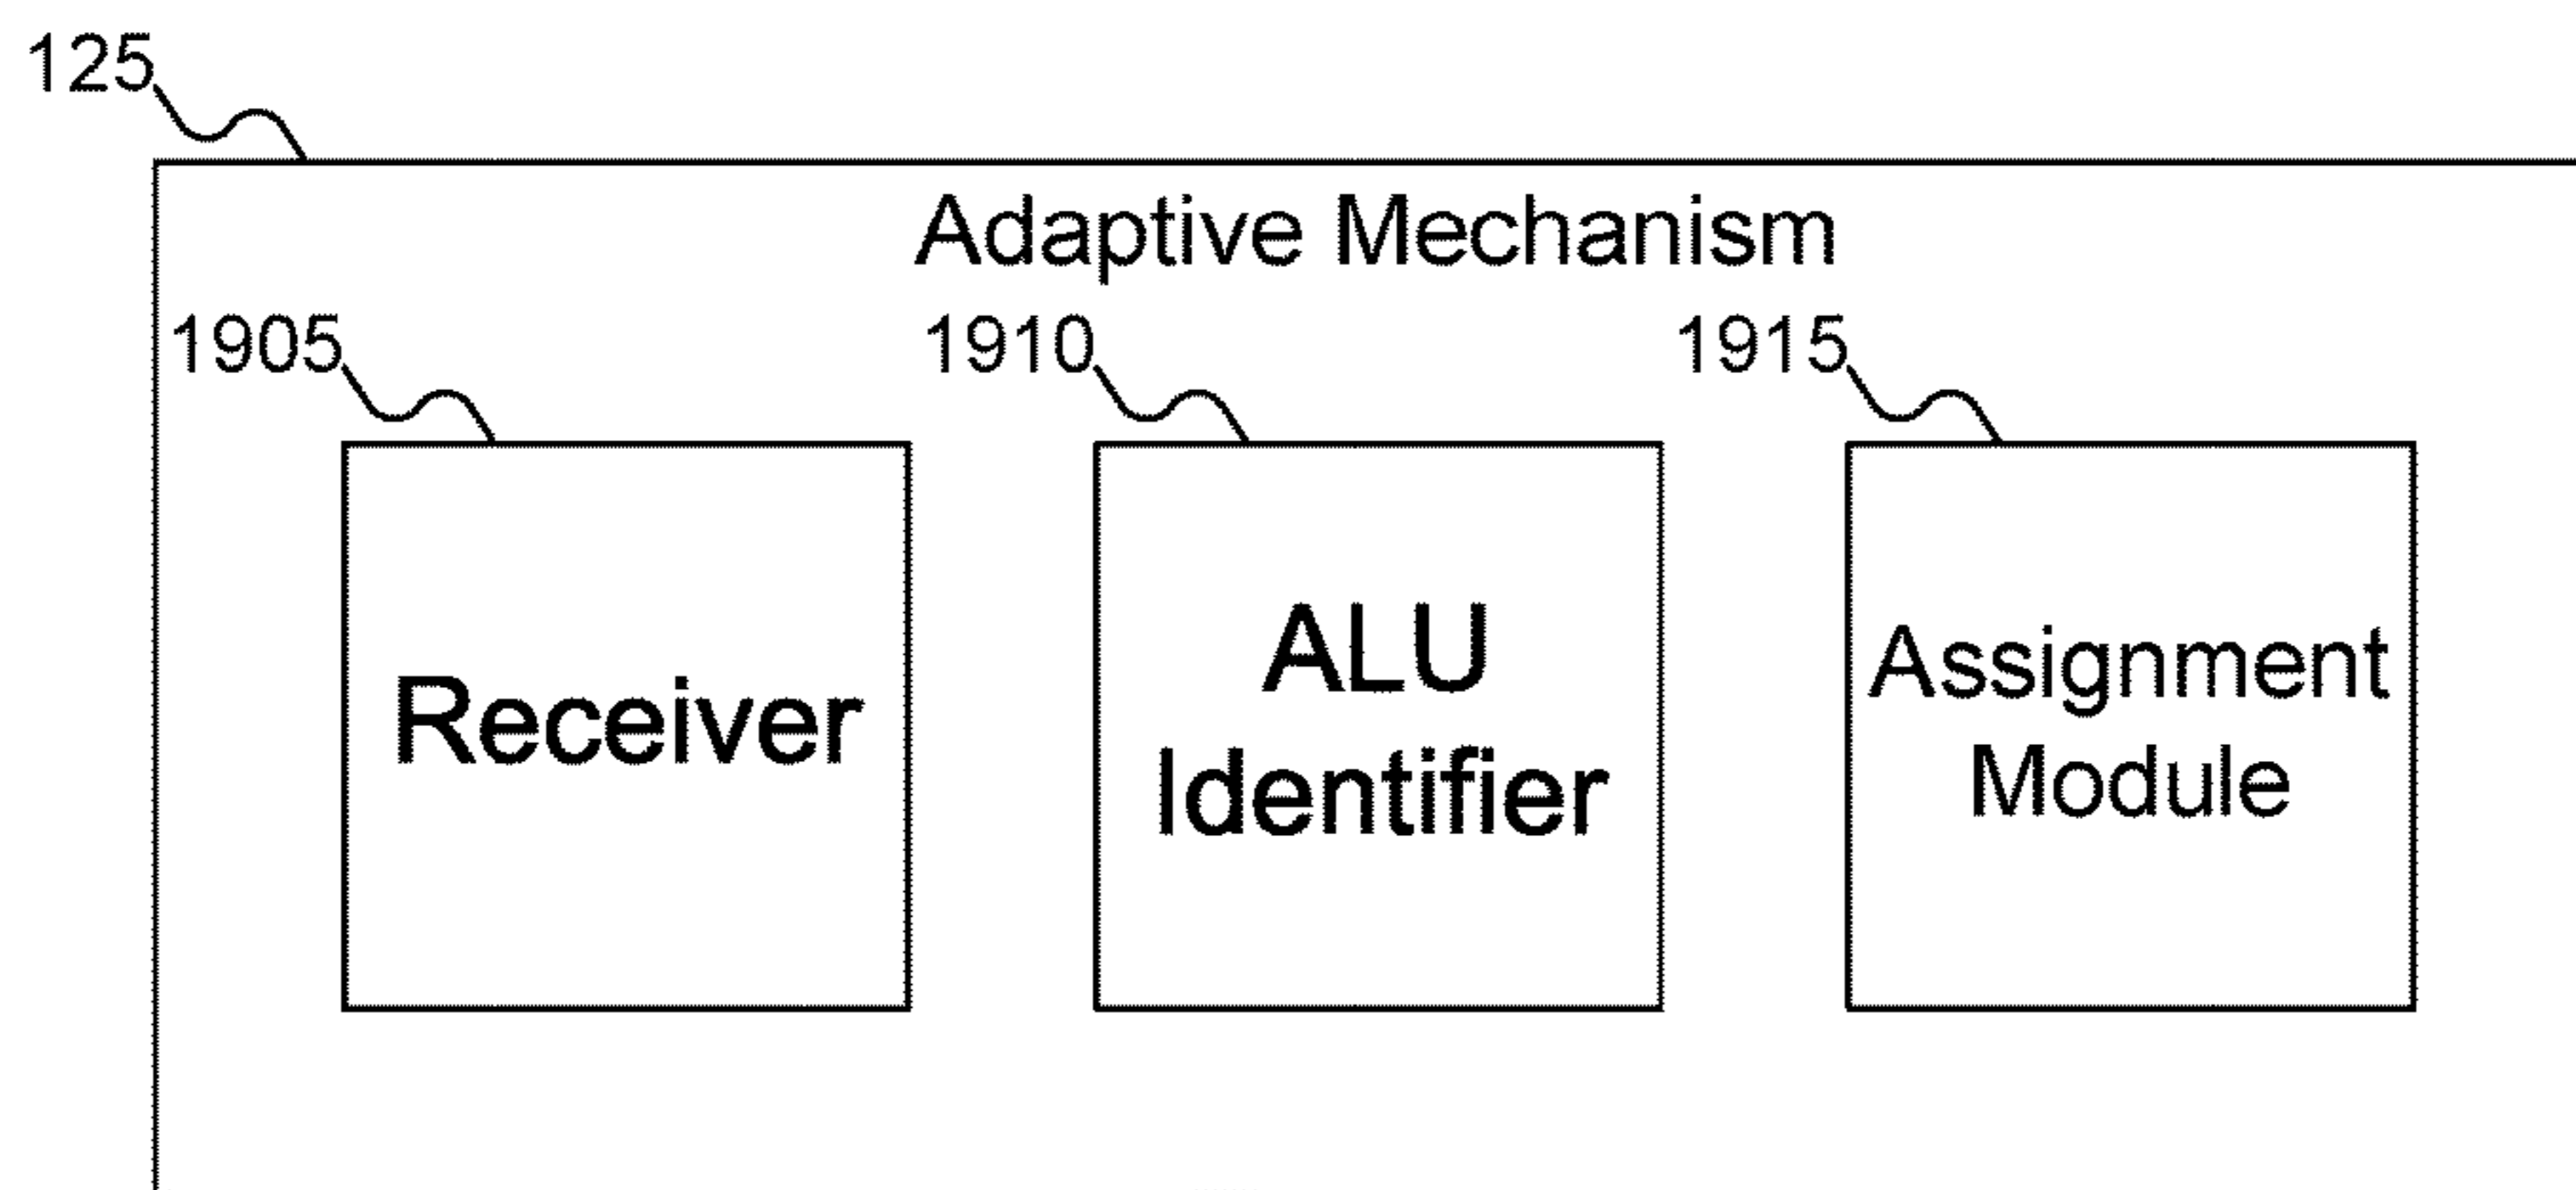 125
Adaptive Mechanism
1905
1910
1915
Receiver
ALU
Identifier
Assignment
Module